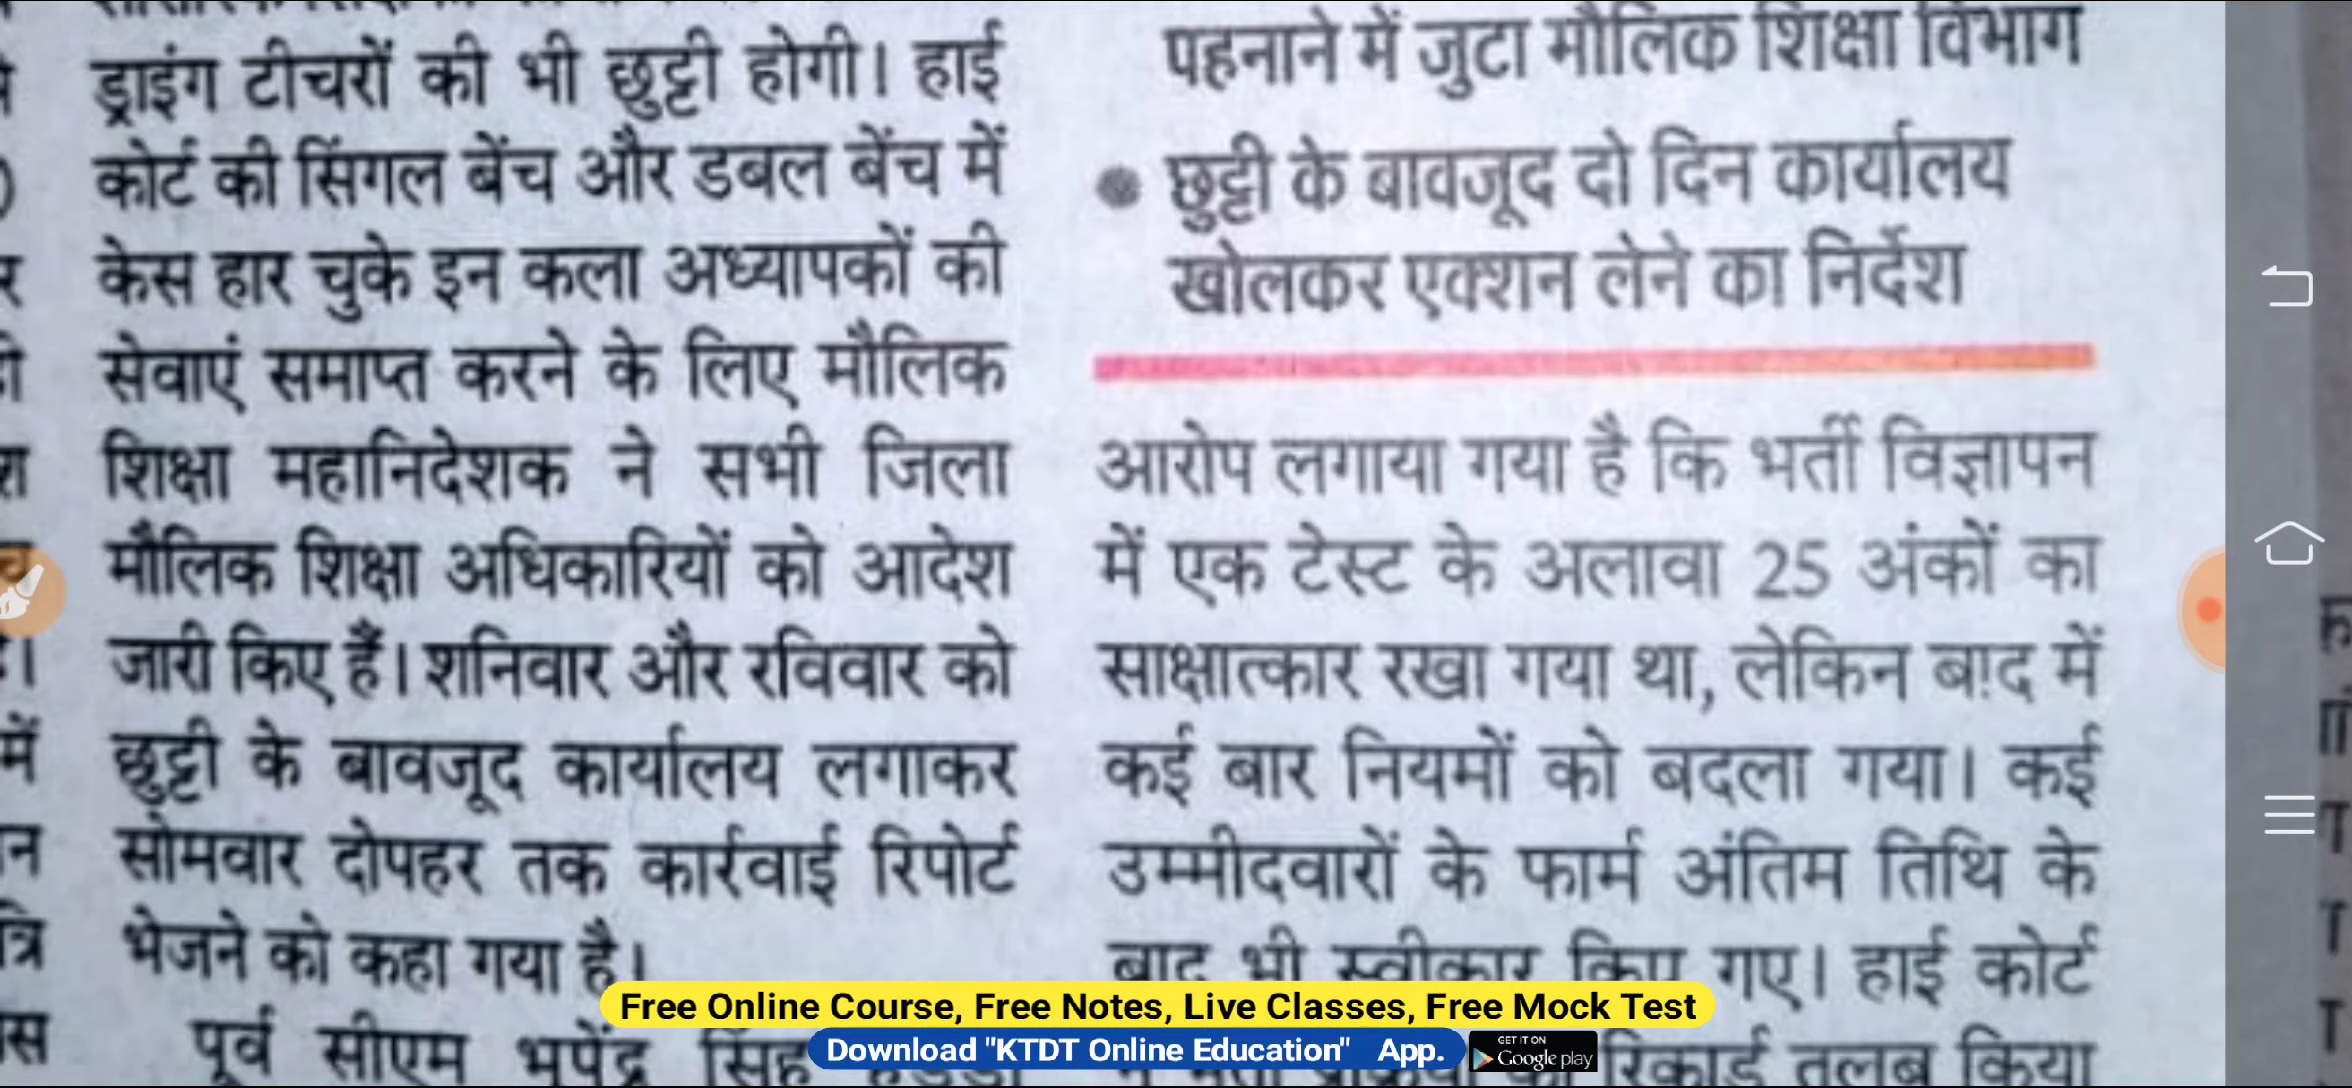 ड्राइंग टीचरों की भी छुट्टी होगी। हाई
कोर्ट की सिंगल बेंच और डबल बेंच में
केस हार चुके इन कला अध्यापकों की
सेवाएं समाप्त करने के लिए मौलिक
शिक्षा महानिदेशक ने सभी जिला
मौलिक शिक्षा अधिकारियों को आदेश
जारी किए हैं। शनिवार और रविवार को
छुट्टी के बावजूद कार्यालय लगाकर
सोमवार दोपहर तक कार्रवाई रिपोर्ट
भेजने को कहा गया है।
पूर्व सीएम भूपेंद्र सिंह
पहनाने में जुटा मौलिक शिक्षा विभाग
● छुट्टी के बावजूद दो दिन कार्यालय
खोलकर एक्शन लेने का निर्देश
आरोप लगाया गया है कि भर्ती विज्ञापन
में एक टेस्ट के अलावा 25 अंकों का
साक्षात्कार रखा गया था, लेकिन बाद में
कई बार नियमों को बदला गया। कई
उम्मीदवारों के फार्म अंतिम तिथि के
बाद भी स्वीकार किए गए। हाई कोर्ट
रिकार्ड तलब किया
Free Online Course, Free Notes, Live Classes, Free Mock Test
Download "KTDT Online Education" App.
GET IT ON
Google play